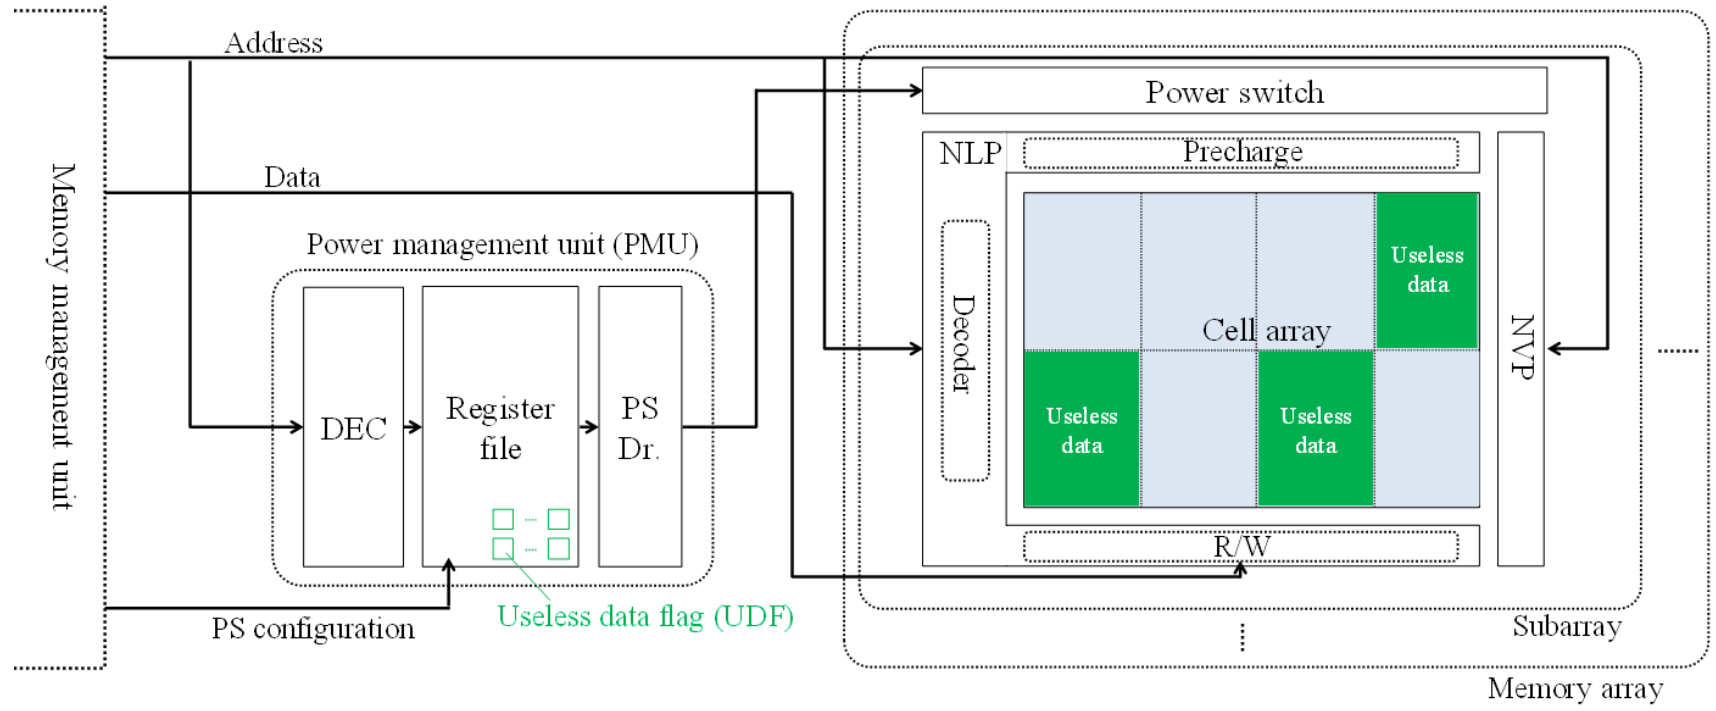 Address
Power switch
NLP
Precharge
Memory management unit
Data
Power management unit (PMU)
Useless
data
Decoder
Cell array
NVP
DEC
Register
file
PS
Dr.
Useless
data
Useless
data
R/W
Useless data flag (UDF)
PS configuration
Subarray
Memory array